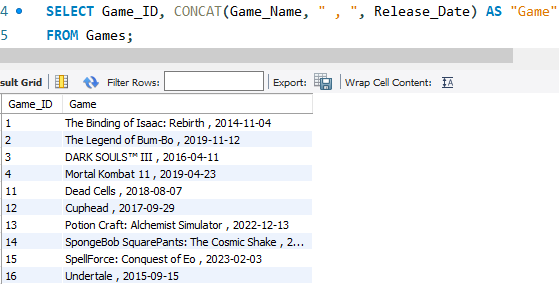 4 SELECT Game_ID, CONCAT(Game_Name, " , ", Release_Date) AS "Game"
5 FROM Games;
sult Grid Filter Rows: Export: Wrap Cell Content:
Game_ID Game
1 The Binding of Isaac: Rebirth , 2014-11-04
2 The Legend of Bum-Bo , 2019-11-12
3 DARK SOULS™ III , 2016-04-11
4 Mortal Kombat 11 , 2019-04-23
11 Dead Cells , 2018-08-07
12 Cuphead , 2017-09-29
13 Potion Craft: Alchemist Simulator , 2022-12-13
14 SpongeBob SquarePants: The Cosmic Shake , 2...
15 SpellForce: Conquest of Eo , 2023-02-03
16 Undertale , 2015-09-15